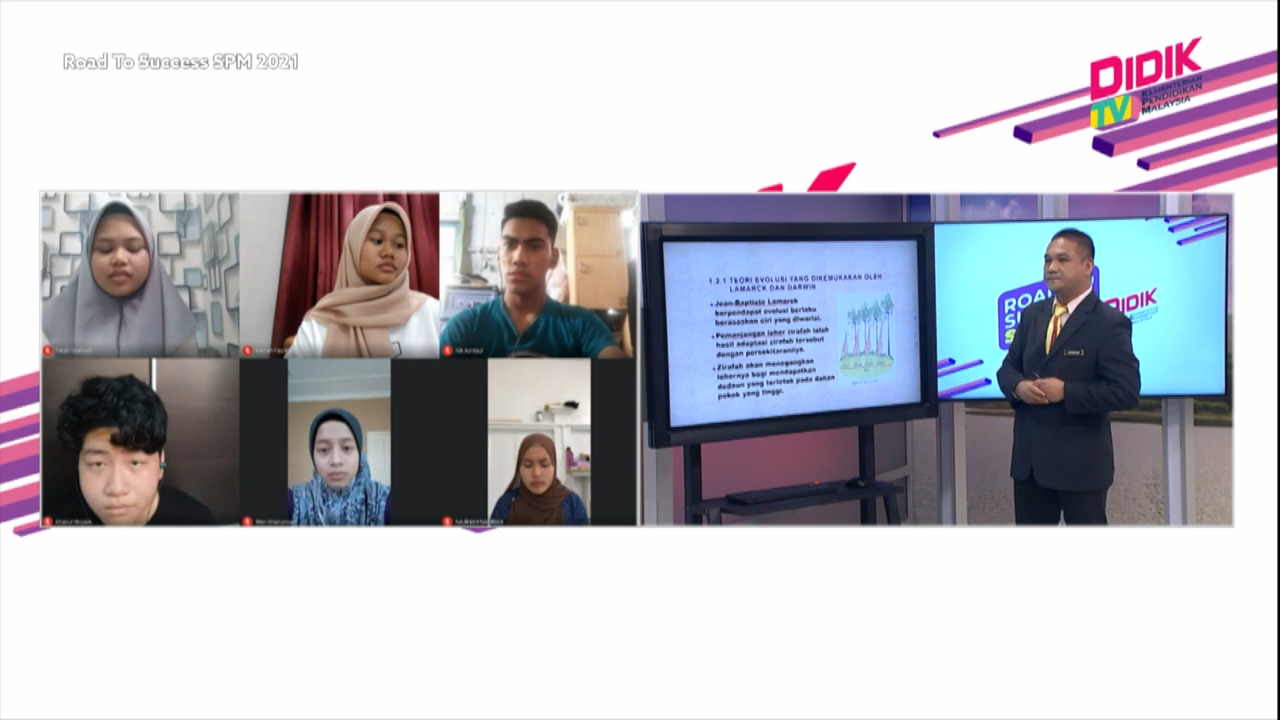 Road To Success SPM 2021
DIDIK
TV
KEMENTERIAN
PENDIDIKAN
MALAYSIA
1.2.1 TEORI EVOLUSI YANG DIKEMUKAKAN OLEH
LAMARCK DAN DARWIN
Jean-Baptiste Lamarck
berpendapat evolusi berlaku
berasaskan ciri yang diwarisi.
Pemanjangan leher zirafah ialah
hasil adaptasi zirafah tersebut
dengan persekitarannya.
Zirafah akan menegangkan
lehernya bagi mendapatkan
dedaun yang terletak pada dahan
pokok yang tinggi.
DIDIK